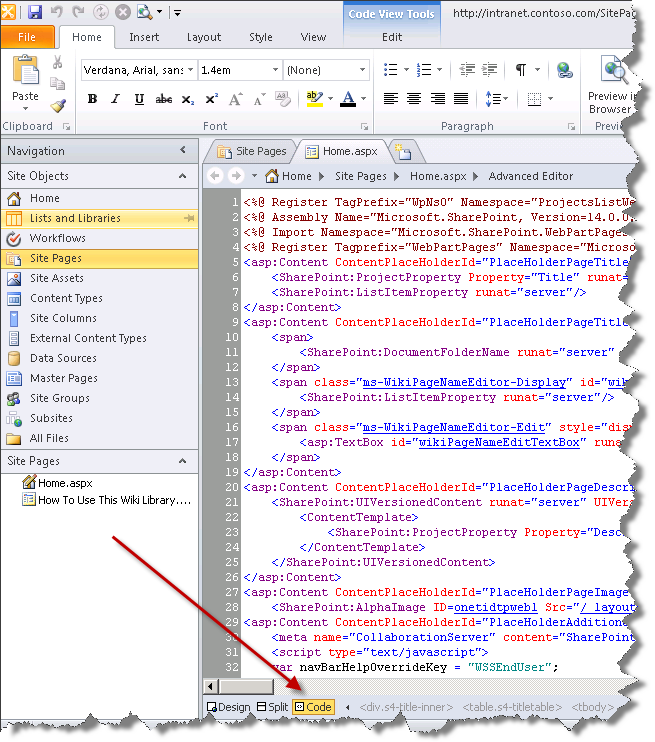 Code View Tools
http://intranet.contoso.com/SitePag
File Home Insert Layout Style View Edit
Verdana, Arial, sans 1.4em (None)
Paste
B I U abc x2 x2 A A A
¶
Preview in
Browser
Clipboard Font Paragraph Previ
Navigation
Site Objects
Home
Lists and Libraries
Workflows
Site Pages
Site Assets
Content Types
Site Columns
External Content Types
Data Sources
Master Pages
Site Groups
Subsites
All Files
Site Pages
Home.aspx
How To Use This Wiki Library....
Site Pages Home.aspx
Home Site Pages Home.aspx Advanced Editor
1 <%@ Register TagPrefix="WpNs0" Namespace="ProjectsListWe
2 <%@ Assembly Name="Microsoft.SharePoint, Version=14.0.0.
3 <%@ Import Namespace="Microsoft.SharePoint.WebPartPages
4 <%@ Register Tagprefix="WebPartPages" Namespace="Microso
5 <asp:Content ContentPlaceHolderId="PlaceHolderPageTitle"
6 <SharePoint:ProjectProperty Property="Title" runat=
7 <SharePoint:ListItemProperty runat="server"/>
8 </asp:Content>
9 <asp:Content ContentPlaceHolderId="PlaceHolderPageTitl
10 <span>
11 <SharePoint:DocumentFolderName runat="server"
12 </span>
13 <span class="ms-WikiPageNameEditor-Display" id="wik
14 <SharePoint:ListItemProperty runat="server"/>
15 </span>
16 <span class="ms-WikiPageNameEditor-Edit" style="disp
17 <asp:TextBox id="wikiPageNameEditTextBox" runa
18 </span>
19 </asp:Content>
20 <asp:Content ContentPlaceHolderId="PlaceHolderPageDescri
21 <SharePoint:UIVersionedContent runat="server" UIVers
22 <ContentTemplate>
23 <SharePoint:ProjectProperty Property="Descr
24 </ContentTemplate>
25 </SharePoint:UIVersionedContent>
26 </asp:Content>
27 <asp:Content ContentPlaceHolderId="PlaceHolderPageImage
28 <SharePoint:AlphaImage ID=onetidtpweb1 Src="/_layout
29 <asp:Content ContentPlaceHolderId="PlaceHolderAddition
30 <meta name="CollaborationServer" content="SharePoint
31 <script type="text/javascript">
32 var navBarHelpOverrideKey = "WSSEndUser";
Design Split Code <div.s4-title-inner> <table.s4-titletable> <tbody>